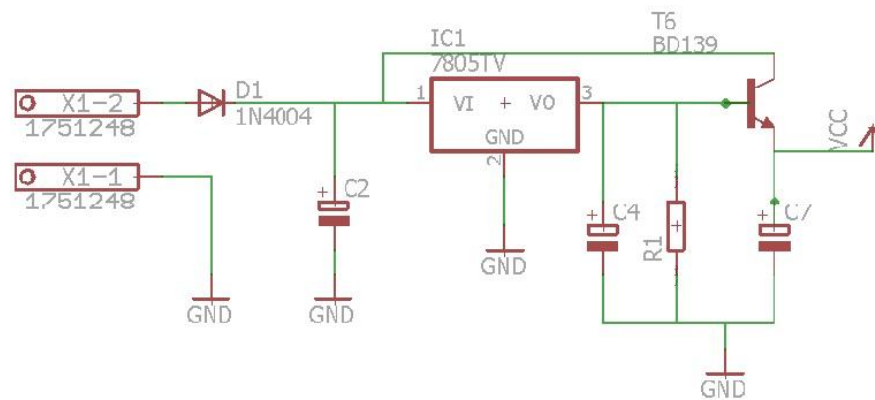 T6
IC1
BD139
7805TV
D1
1
VI
VO
3
X1-2
1N4004
1751248
GND
VCC
2
X1-1
C2
C4
C7
1751248
R1
GND
GND
GND
GND